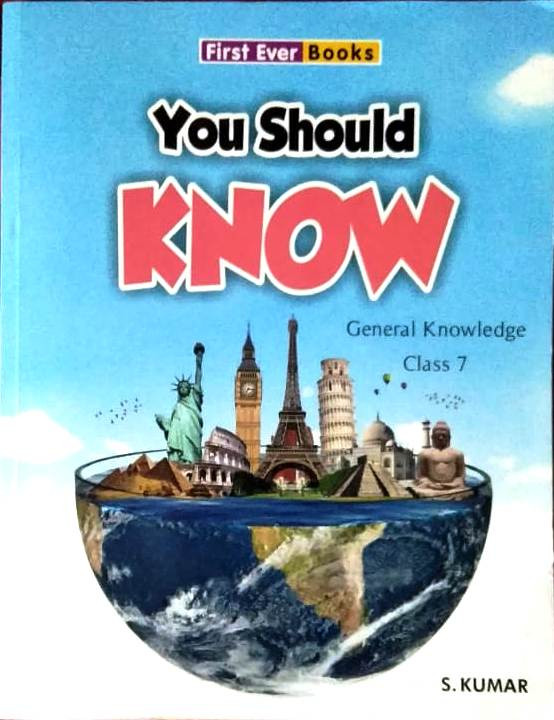 First Ever Books
You Should
KNOW
General Knowledge
Class 7
S. KUMAR